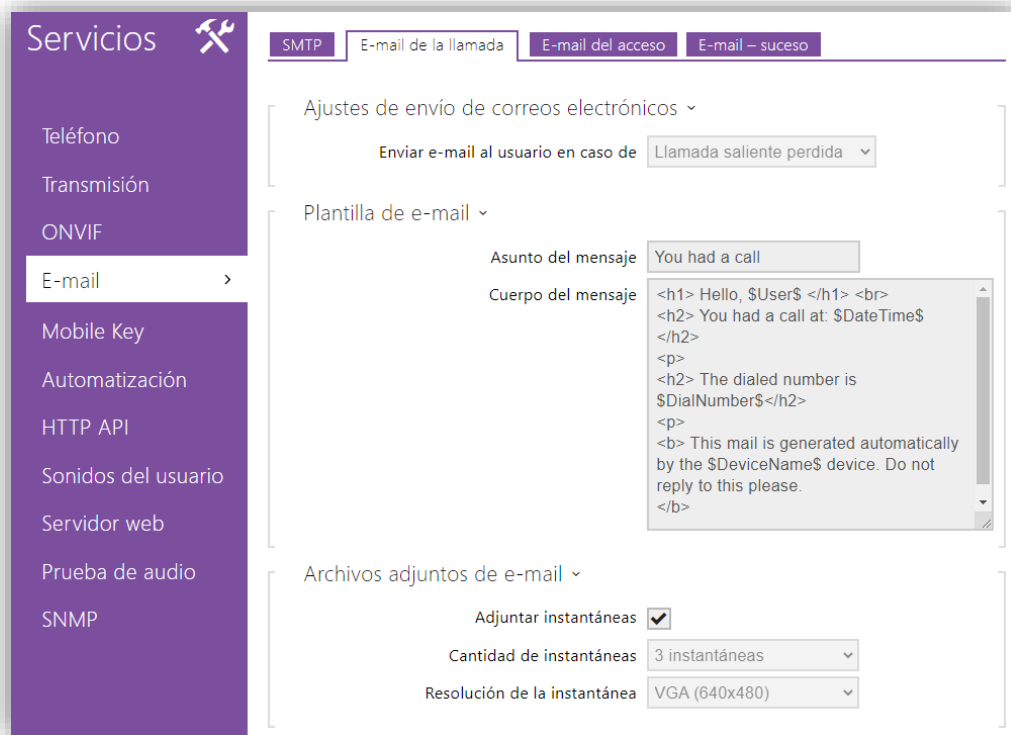 Servicios
SMTP
E-mail de la llamada
E-mail del acceso
E-mail – suceso
Teléfono
Transmisión
ONVIF
E-mail
Mobile Key
Automatización
HTTP API
Sonidos del usuario
Servidor web
Prueba de audio
SNMP
Ajustes de envío de correos electrónicos
Enviar e-mail al usuario en caso de
Llamada saliente perdida
Plantilla de e-mail
Asunto del mensaje
You had a call
Cuerpo del mensaje
<h1> Hello, $User$ </h1> <br>
<h2> You had a call at: $DateTime$
</h2>
<p>
<h2> The dialed number is
$DialNumber$</h2>
<p>
<b> This mail is generated automatically
by the $DeviceName$ device. Do not
reply to this please.
</b>
Archivos adjuntos de e-mail
Adjuntar instantáneas
Cantidad de instantáneas
3 instantáneas
Resolución de la instantánea
VGA (640x480)